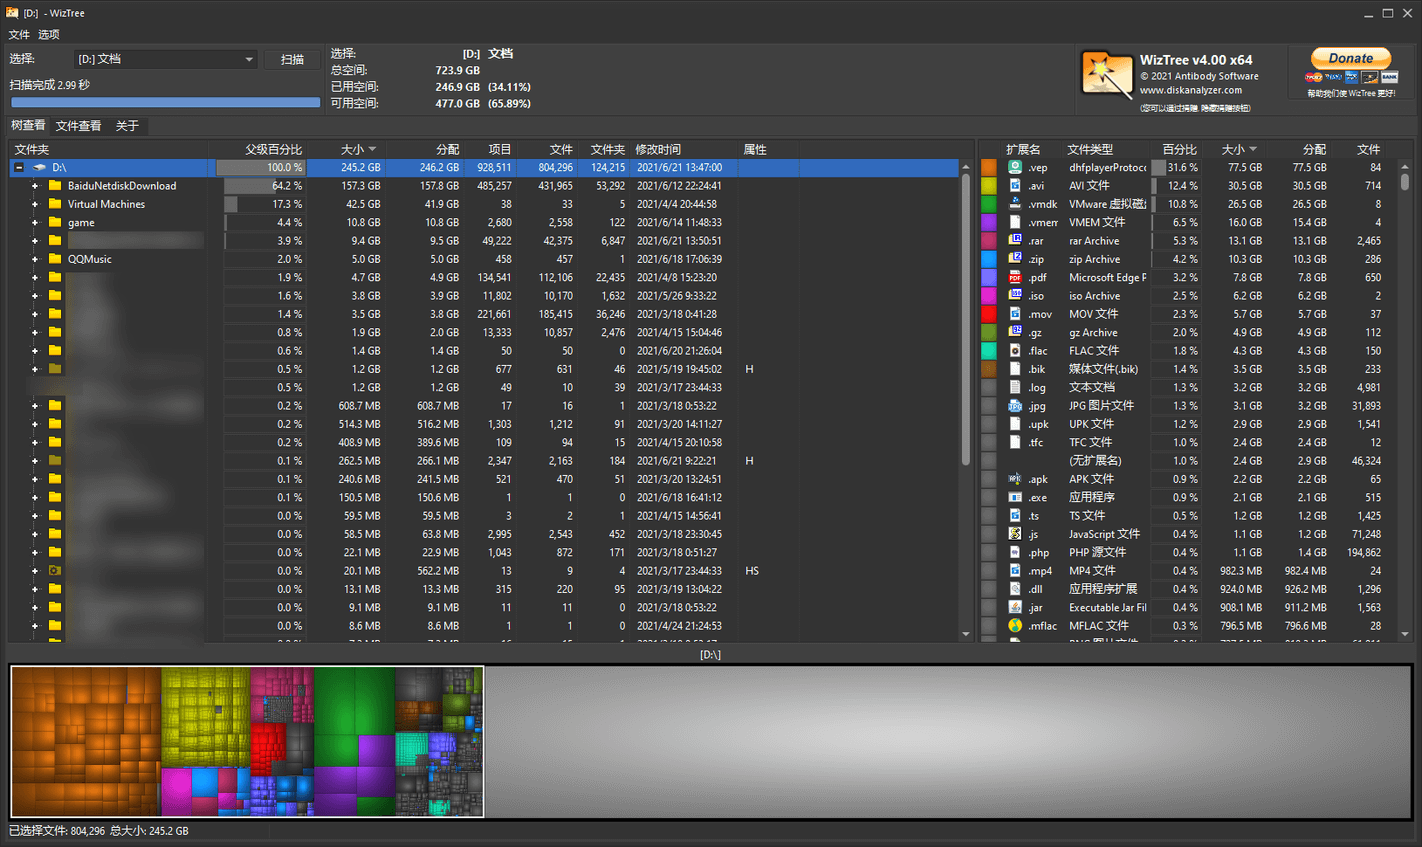 [D:] - WizTree
文件 选项
选择: [D:] 文档 扫描
扫描完成 2.99 秒
选择: [D:] 文档
总空间: 723.9 GB
已用空间: 246.9 GB (34.11%)
可用空间: 477.0 GB (65.89%)
WizTree v4.00 x64
© 2021 Antibody Software
www.diskanalyzer.com
(您可以通过捐赠, 隐藏捐赠按钮)
Donate
帮助我们使 WizTree 更好!
树查看 文件查看 关于
文件夹 父级百分比 大小 分配 项目 文件 文件夹 修改时间 属性
D:\ 100.0 % 245.2 GB 246.2 GB 928,511 804,296 124,215 2021/6/21 13:47:00
BaiduNetdiskDownload 64.2 % 157.3 GB 157.8 GB 485,257 431,965 53,292 2021/6/12 22:24:41
Virtual Machines 17.3 % 42.5 GB 41.9 GB 38 33 5 2021/4/4 20:44:58
game 4.4 % 10.8 GB 10.8 GB 2,680 2,558 122 2021/6/14 11:48:33
3.9 % 9.4 GB 9.5 GB 49,222 42,375 6,847 2021/6/21 13:50:51
QQMusic 2.0 % 5.0 GB 5.0 GB 458 457 1 2021/6/18 17:06:39
1.9 % 4.7 GB 4.9 GB 134,541 112,106 22,435 2021/4/8 15:23:20
1.6 % 3.8 GB 3.9 GB 11,802 10,170 1,632 2021/5/26 9:33:22
1.4 % 3.5 GB 3.8 GB 221,661 185,415 36,246 2021/3/18 0:41:28
0.8 % 1.9 GB 2.0 GB 13,333 10,857 2,476 2021/4/15 15:04:46
0.6 % 1.4 GB 1.4 GB 50 50 0 2021/6/20 21:26:04
0.5 % 1.2 GB 1.2 GB 677 631 46 2021/5/19 19:45:02 H
0.5 % 1.2 GB 1.2 GB 49 10 39 2021/3/17 23:44:33
0.2 % 608.7 MB 608.7 MB 17 16 1 2021/3/18 0:53:22
0.2 % 514.3 MB 516.2 MB 1,303 1,212 91 2021/3/20 14:11:27
0.2 % 408.9 MB 389.6 MB 109 94 15 2021/4/15 20:10:58
0.1 % 262.5 MB 266.1 MB 2,347 2,163 184 2021/6/21 9:22:21 H
0.1 % 240.6 MB 241.5 MB 521 470 51 2021/3/20 13:24:51
0.1 % 150.5 MB 150.6 MB 1 1 0 2021/6/18 16:41:12
0.0 % 59.5 MB 59.5 MB 3 2 1 2021/4/15 14:56:41
0.0 % 58.5 MB 63.8 MB 2,995 2,543 452 2021/3/18 23:30:45
0.0 % 22.1 MB 22.9 MB 1,043 872 171 2021/3/18 0:51:27
0.0 % 20.1 MB 562.2 MB 13 9 4 2021/3/17 23:44:33 HS
0.0 % 13.1 MB 13.3 MB 315 220 95 2021/3/19 13:04:22
0.0 % 9.1 MB 9.1 MB 11 11 0 2021/3/18 0:53:22
0.0 % 8.6 MB 8.6 MB 1 1 0 2021/4/24 21:24:53
扩展名 文件类型 百分比 大小 分配 文件
.vep dhfplayerProtoc 31.6 % 77.5 GB 77.5 GB 84
.avi AVI 文件 12.4 % 30.5 GB 30.5 GB 714
.vmdk VMware 虚拟磁 10.8 % 26.5 GB 26.5 GB 8
.vmem VMEM 文件 6.5 % 16.0 GB 15.4 GB 4
.rar rar Archive 5.3 % 13.1 GB 13.1 GB 2,465
.zip zip Archive 4.2 % 10.3 GB 10.3 GB 286
.pdf Microsoft Edge P 3.2 % 7.8 GB 7.8 GB 650
.iso iso Archive 2.5 % 6.2 GB 6.2 GB 2
.mov MOV 文件 2.3 % 5.7 GB 5.7 GB 37
.gz gz Archive 2.0 % 4.9 GB 4.9 GB 112
.flac FLAC 文件 1.8 % 4.3 GB 4.3 GB 150
.bik 媒体文件(.bik) 1.4 % 3.5 GB 3.5 GB 233
.log 文本文档 1.3 % 3.2 GB 3.2 GB 4,981
.jpg JPG 图片文件 1.3 % 3.1 GB 3.2 GB 31,893
.upk UPK 文件 1.2 % 2.9 GB 2.9 GB 1,541
.tfc TFC 文件 1.0 % 2.4 GB 2.4 GB 12
(无扩展名) 1.0 % 2.4 GB 2.9 GB 46,324
.apk APK 文件 0.9 % 2.2 GB 2.2 GB 65
.exe 应用程序 0.9 % 2.1 GB 2.1 GB 515
.ts TS 文件 0.5 % 1.2 GB 1.2 GB 1,425
.js JavaScript 文件 0.4 % 1.1 GB 1.2 GB 71,248
.php PHP 源文件 0.4 % 1.1 GB 1.4 GB 194,862
.mp4 MP4 文件 0.4 % 982.3 MB 982.4 MB 24
.dll 应用程序扩展 0.4 % 924.0 MB 926.2 MB 1,296
.jar Executable Jar Fil 0.4 % 908.1 MB 911.2 MB 1,563
.mflac MFLAC 文件 0.3 % 796.5 MB 796.6 MB 28
[D:\]
已选择文件: 804,296 总大小: 245.2 GB